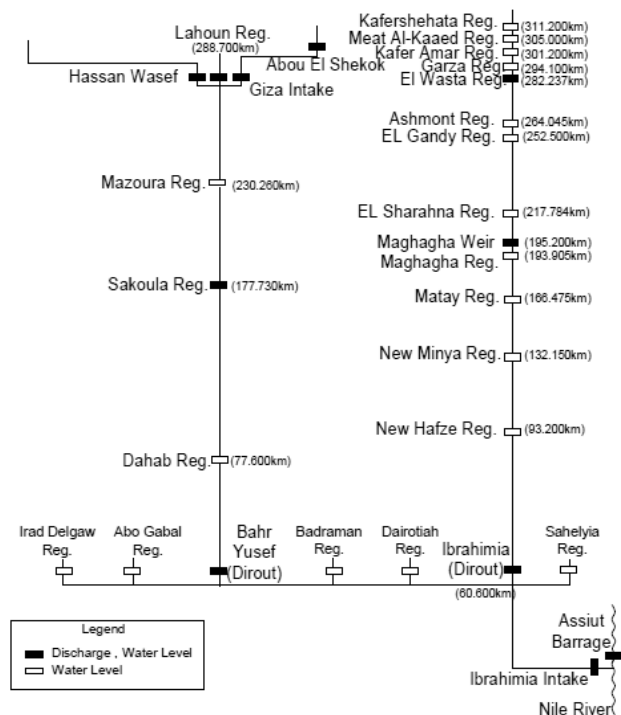 Lahoun Reg.
(288.700km)
Abou El Shekok
Hassan Wasef
Giza Intake
Mazoura Reg.
(230.260km)
Sakoula Reg.
(177.730km)
Dahab Reg.
(77.600km)
Kafershehata Reg.
(311.200km)
Meat Al-Kaaed Reg.
(305.000km)
Kafer Amar Reg.
(301.200km)
Garza Reg
(294.100km)
El Wasta Reg.
(282.237km)
Ashmont Reg.
(264.045km)
EL Gandy Reg.
(252.500km)
EL Sharahna Reg.
(217.784km)
Maghagha Weir
(195.200km)
Maghagha Reg.
(193.905km)
Matay Reg.
(166.475km)
New Minya Reg.
(132.150km)
New Hafze Reg.
(93.200km)
Irad Delgaw
Reg.
Abo Gabal
Reg.
Bahr
Yusef
(Dirout)
Badraman
Reg.
Dairotiah
Reg.
Ibrahimia
(Dirout)
(60.600km)
Sahelyia
Reg.
Assiut
Barrage
Ibrahimia Intake
Nile River
Legend
Discharge , Water Level
Water Level